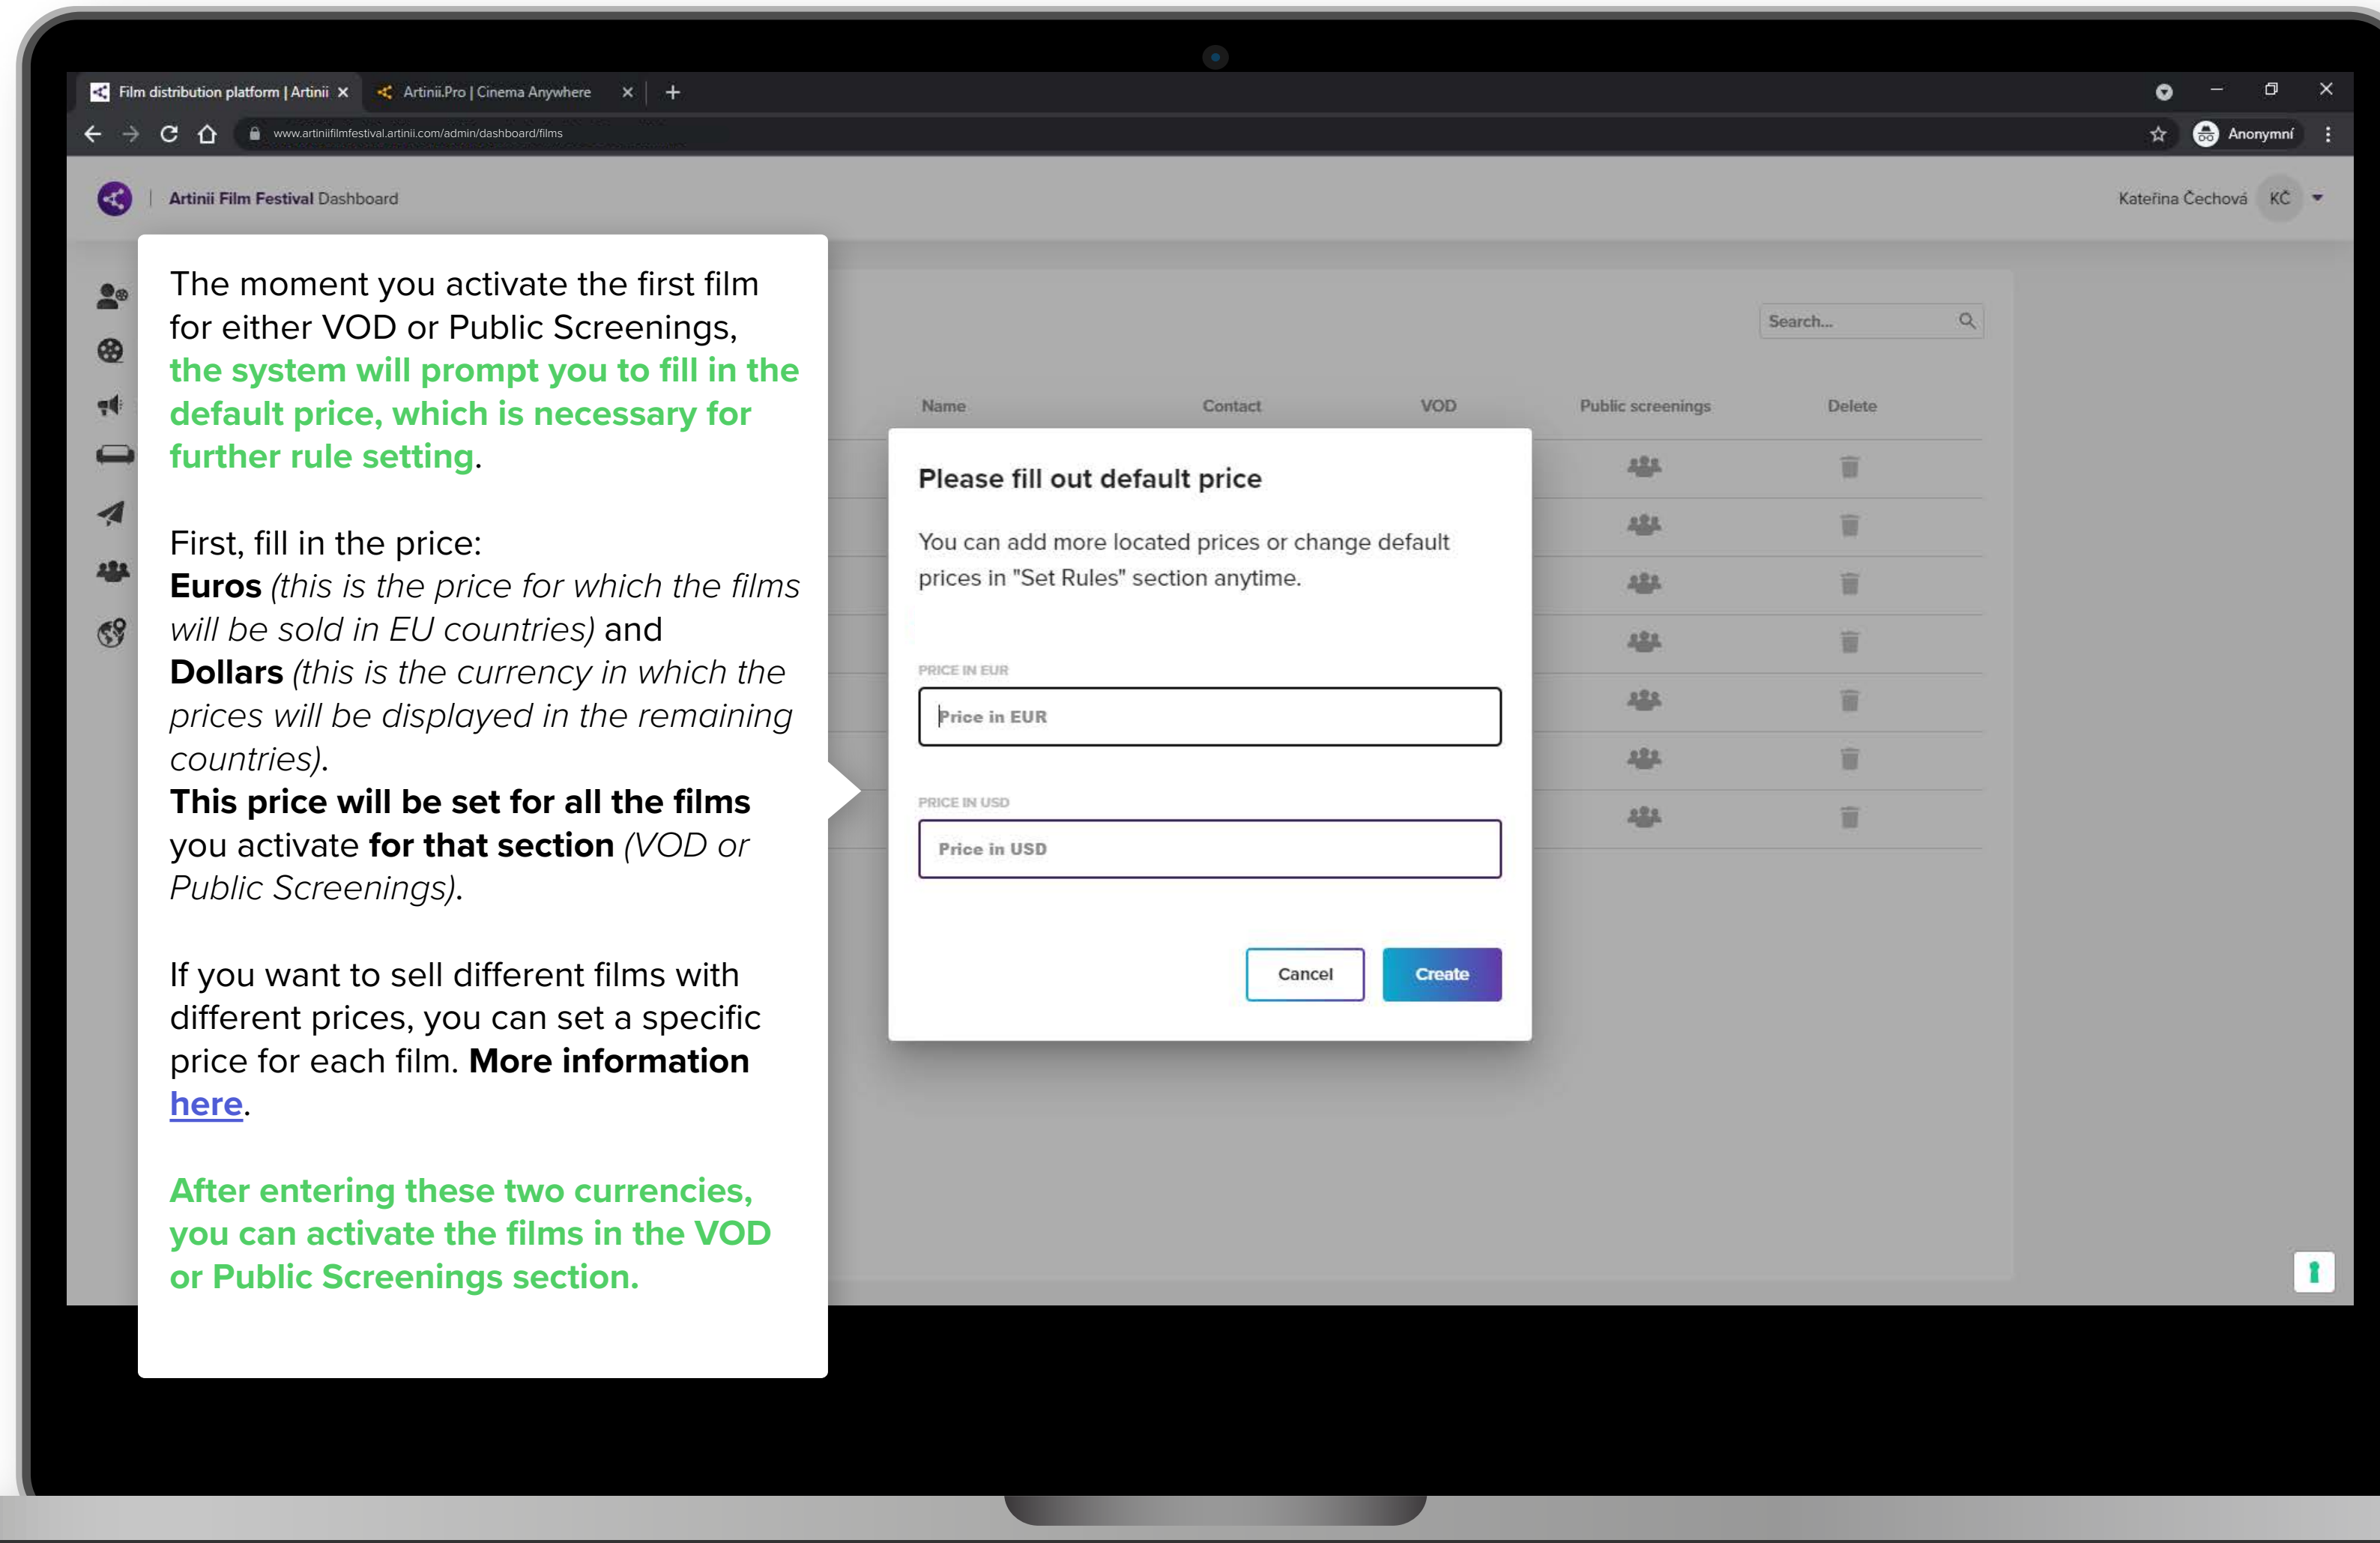 Film distribution platform | Artinii
Artinii.Pro | Cinema Anywhere
www.artiniifilmfestival.artinii.com/admin/dashboard/films
Anonymní
Artinii Film Festival Dashboard
Kateřina Čechová KČ
The moment you activate the first film
for either VOD or Public Screenings,
the system will prompt you to fill in the
default price, which is necessary for
further rule setting.
First, fill in the price:
Euros (this is the price for which the films
will be sold in EU countries) and
Dollars (this is the currency in which the
prices will be displayed in the remaining
countries).
This price will be set for all the films
you activate for that section (VOD or
Public Screenings).
If you want to sell different films with
different prices, you can set a specific
price for each film. More information
here.
After entering these two currencies,
you can activate the films in the VOD
or Public Screenings section.
Search...
Name Contact VOD Public screenings Delete
Please fill out default price
You can add more located prices or change default
prices in "Set Rules" section anytime.
PRICE IN EUR
Price in EUR
PRICE IN USD
Price in USD
Cancel Create